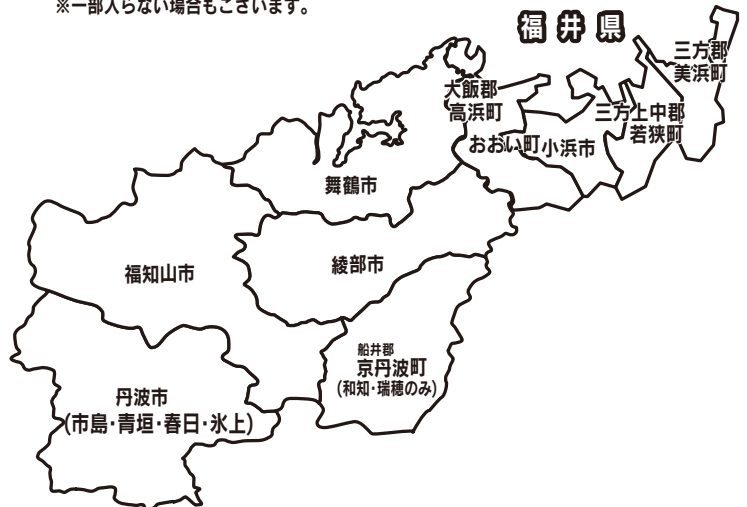 ※一部入らない場合もございます。
福井県
三方郡
美浜町
大飯郡
高浜町
三方上中郡
若狭町
おおい町
小浜市
舞鶴市
綾部市
福知山市
船井郡
京丹波町
(和知・瑞穂のみ)
丹波市
(市島・青垣・春日・氷上)